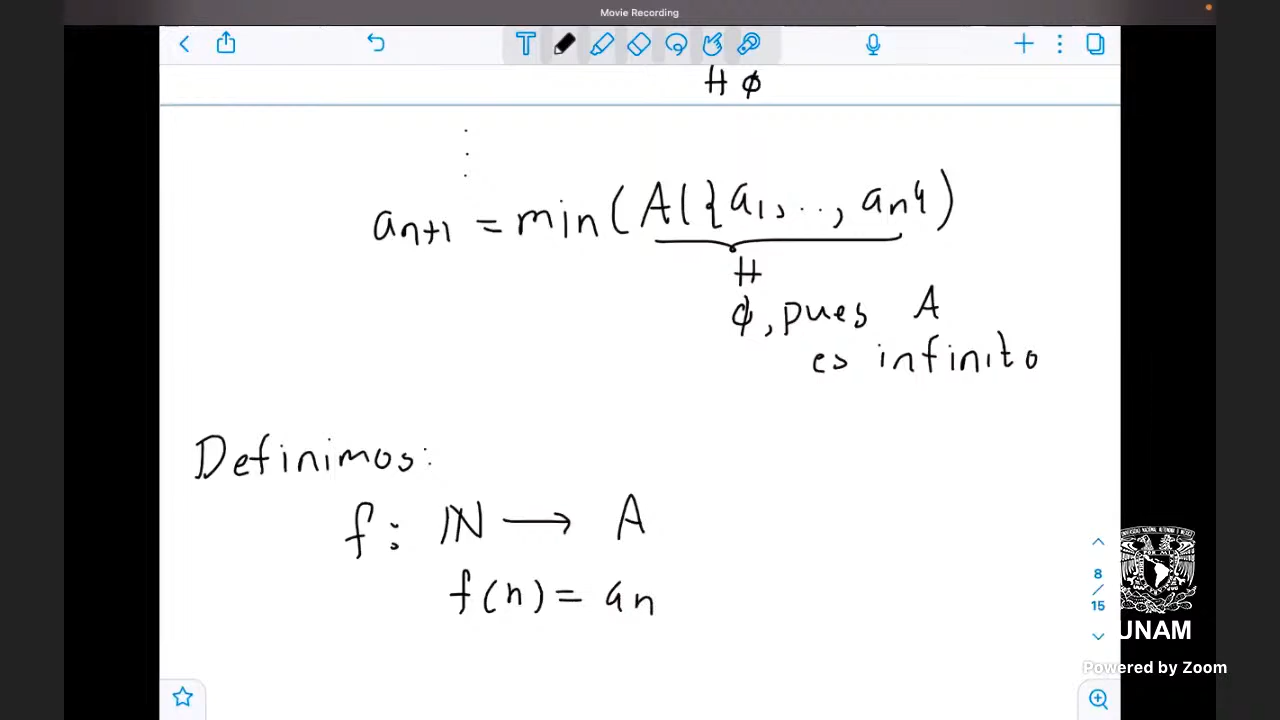 Movie Recording
T
⧧ ∅
an+1 = min(A\{a1, .., an})
⧧
∅, pues A
es infinito
Definimos:
f: ℕ → A
f(n) = an
8
/
15
UNAM
Powered by Zoom